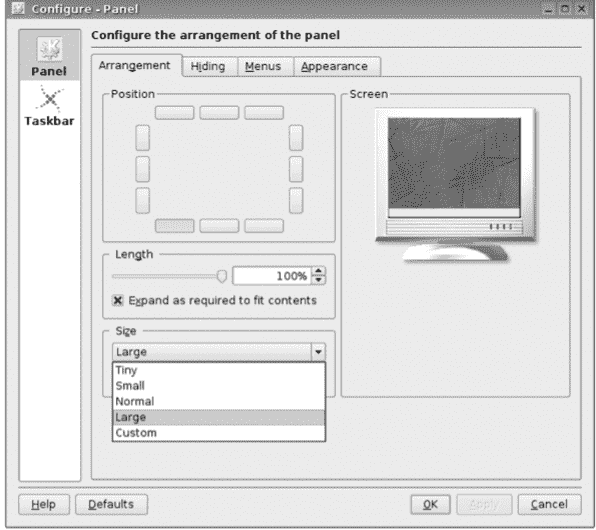 Configure - Panel
Panel
Taskbar
Configure the arrangement of the panel
Arrangement Hiding Menus Appearance
Position
Screen
Length
100%
Expand as required to fit contents
Size
Large
Tiny
Small
Normal
Large
Custom
Help Defaults OK Apply Cancel